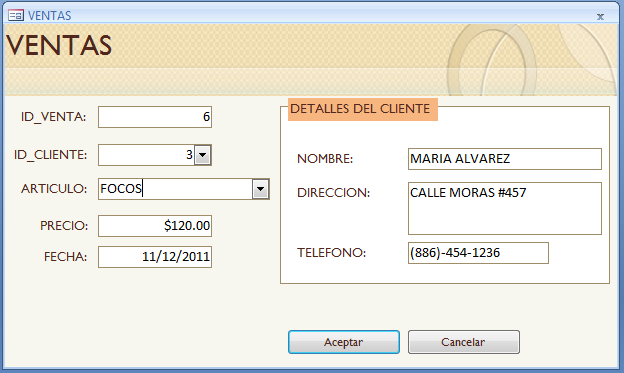 VENTAS
VENTAS
ID_VENTA: 6
ID_CLIENTE: 3
ARTICULO: FOCOS
PRECIO: $120.00
FECHA: 11/12/2011
DETALLES DEL CLIENTE
NOMBRE: MARIA ALVAREZ
DIRECCION: CALLE MORAS #457
TELEFONO: (886)-454-1236
Aceptar Cancelar